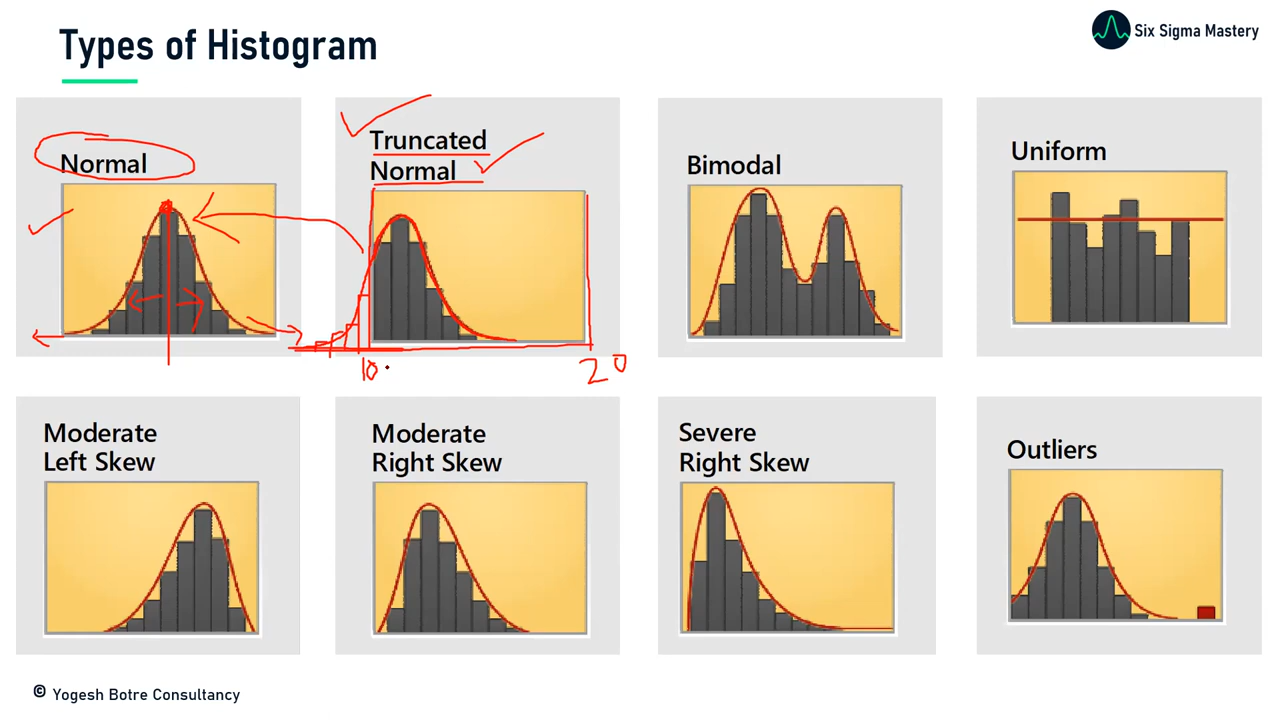 Types of Histogram
Six Sigma Mastery
Normal
Truncated
Normal
Bimodal
Uniform
10
20
Moderate
Left Skew
Moderate
Right Skew
Severe
Right Skew
Outliers
© Yogesh Botre Consultancy